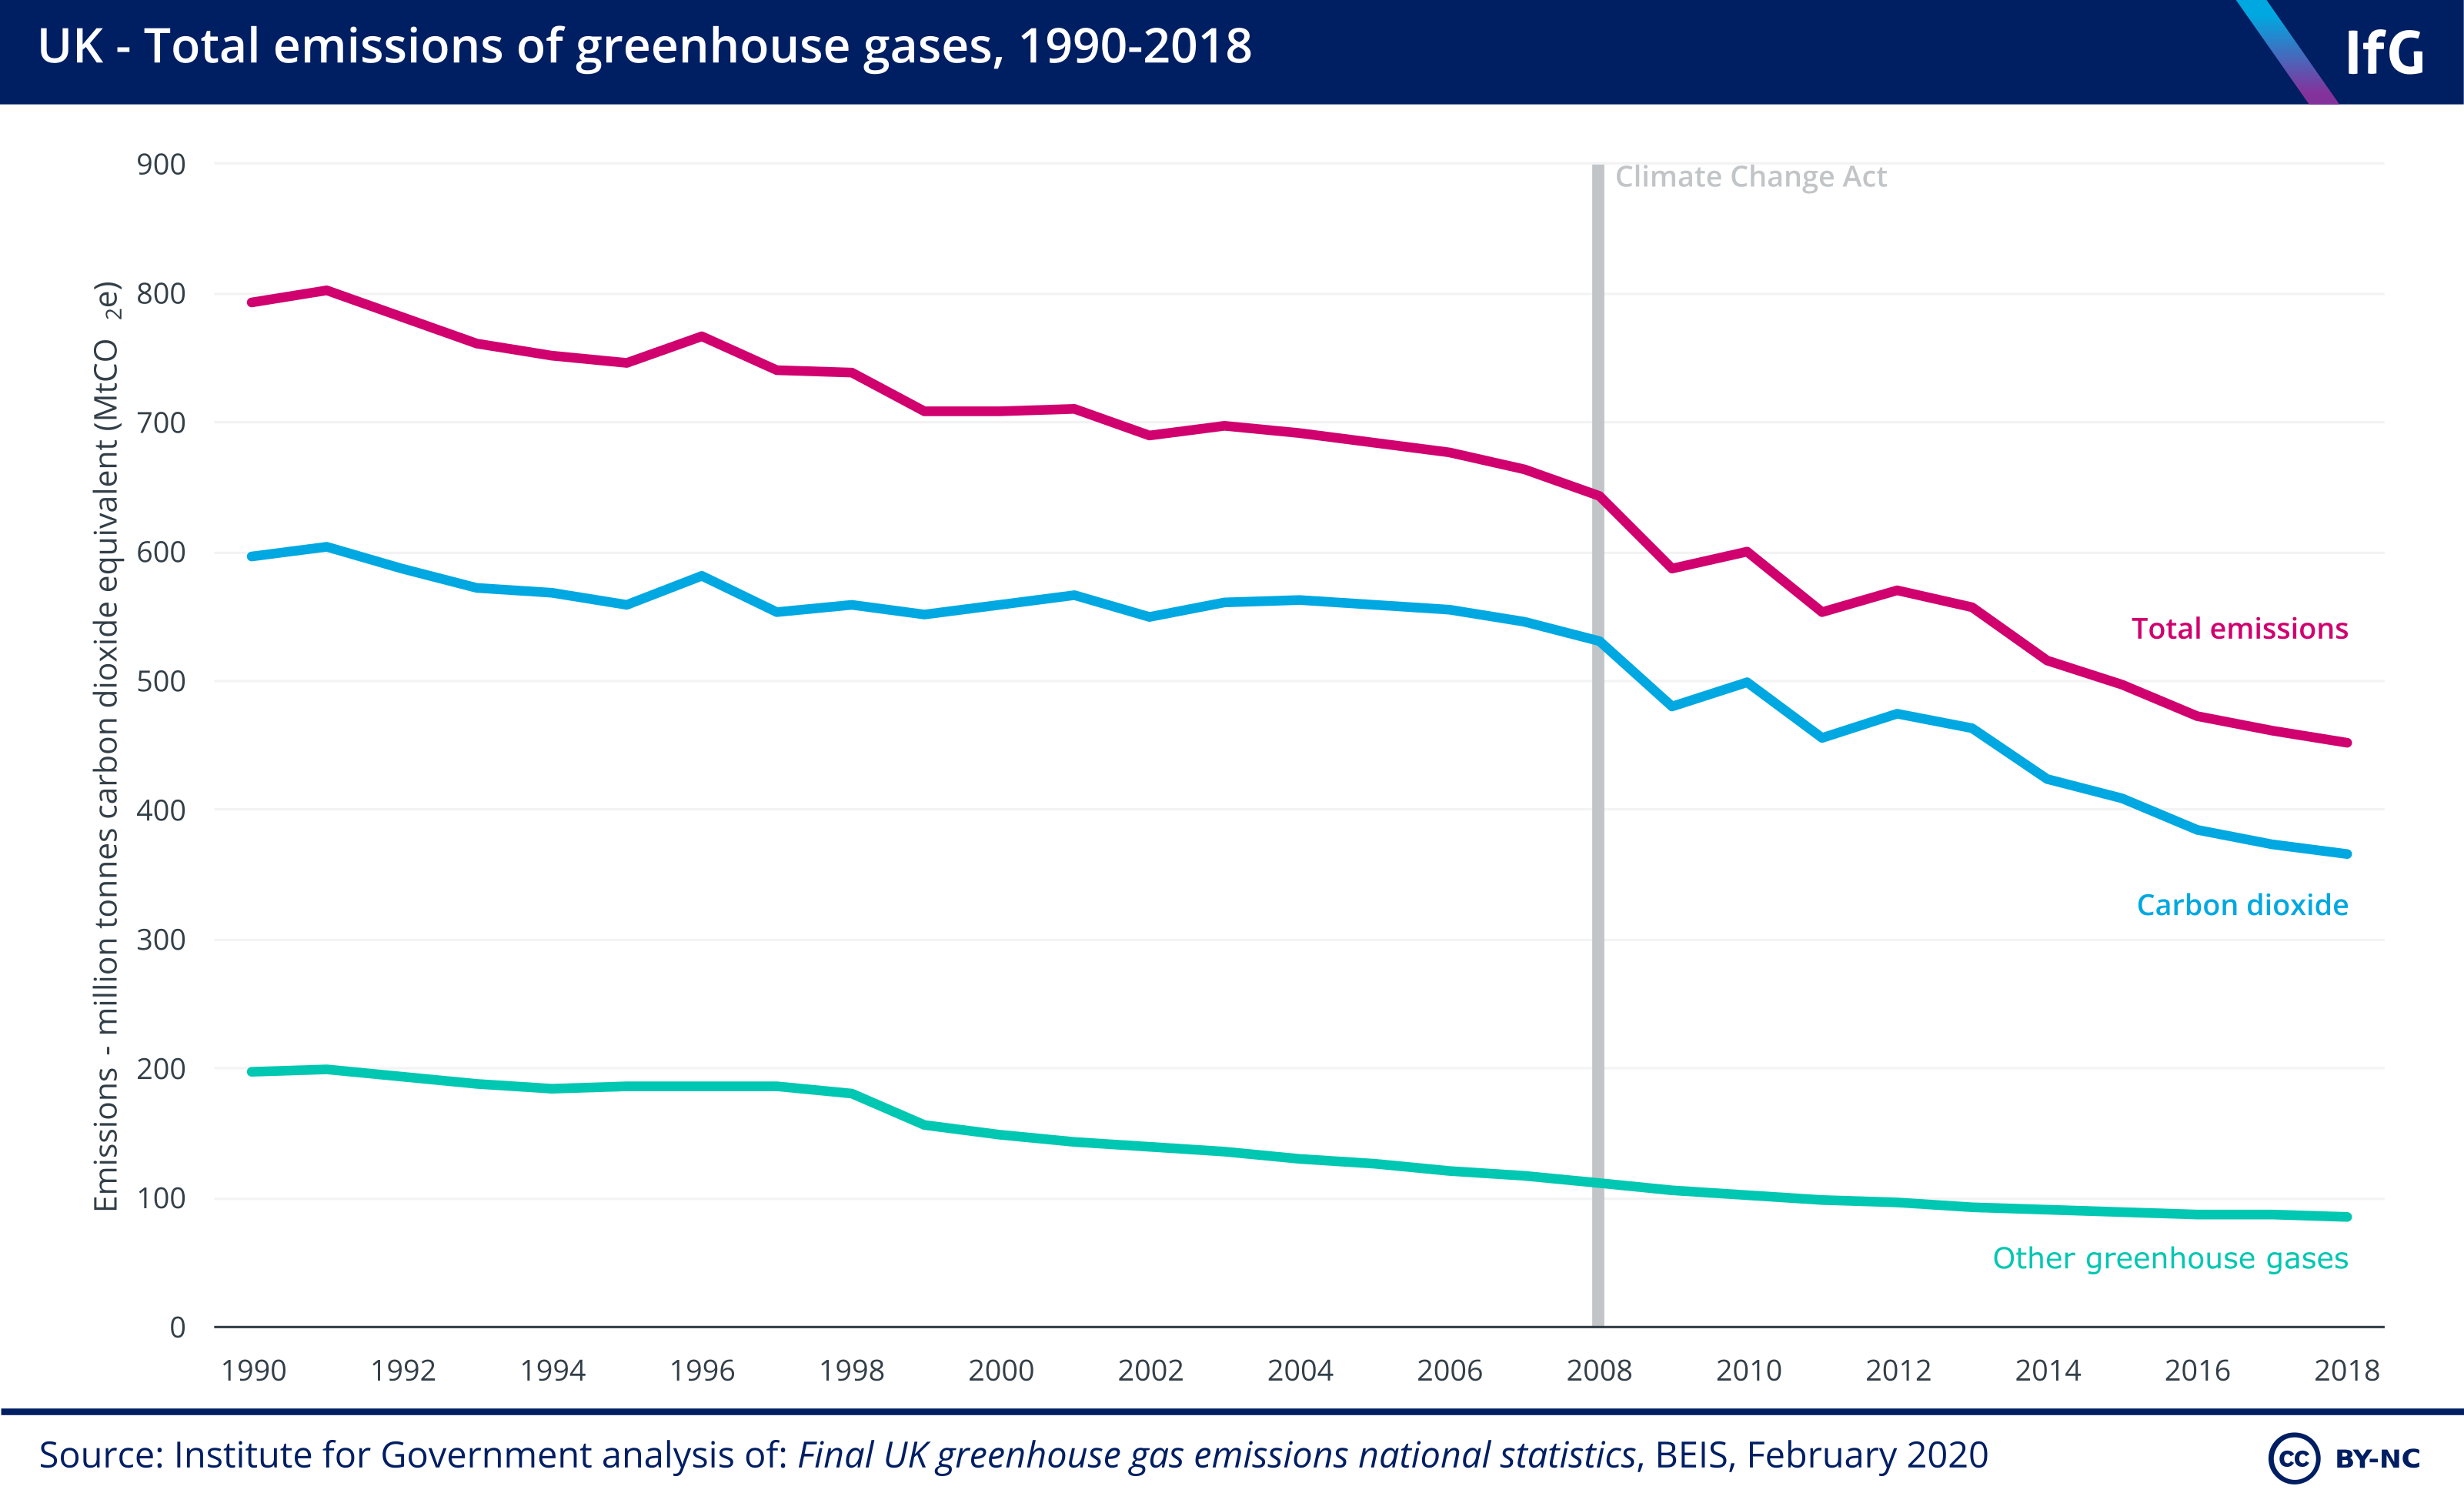 UK - Total emissions of greenhouse gases, 1990-2018
IfG
Emissions - million tonnes carbon dioxide equivalent (MtCO 2e)
900
800
700
600
500
400
300
200
100
0
Climate Change Act
Total emissions
Carbon dioxide
Other greenhouse gases
1990 1992 1994 1996 1998 2000 2002 2004 2006 2008 2010 2012 2014 2016 2018
Source: Institute for Government analysis of: Final UK greenhouse gas emissions national statistics, BEIS, February 2020
cc BY-NC